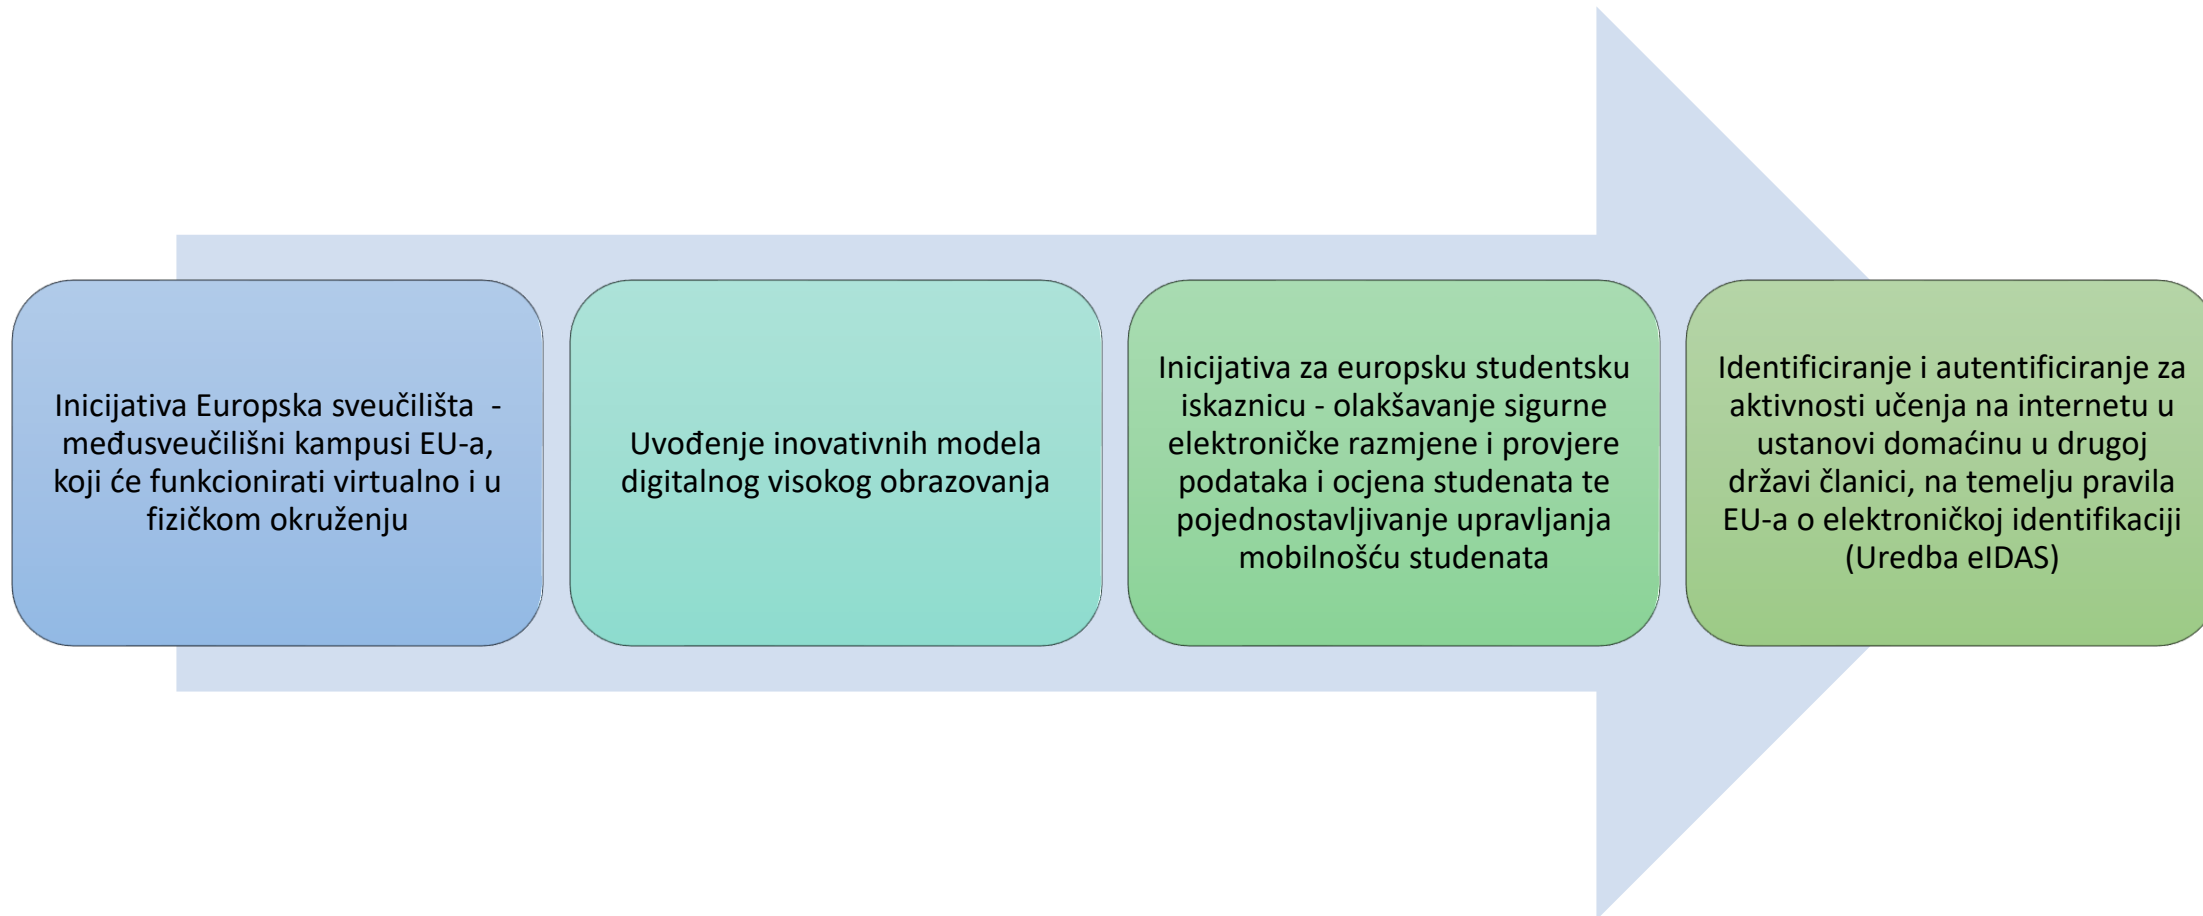 Inicijativa Europska sveučilišta  -
međusveučilišni kampusi EU-a,
koji će funkcionirati virtualno i u
fizičkom okruženju
Uvođenje inovativnih modela
digitalnog visokog obrazovanja
Inicijativa za europsku studentsku
iskaznicu - olakšavanje sigurne
elektroničke razmjene i provjere
podataka i ocjena studenata te
pojednostavljivanje upravljanja
mobilnošću studenata
Identificiranje i autentificiranje za
aktivnosti učenja na internetu u
ustanovi domaćinu u drugoj
državi članici, na temelju pravila
EU-a o elektroničkoj identifikaciji
(Uredba eIDAS)